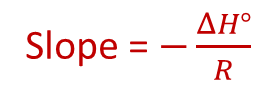 Slope = − ΔH° / R